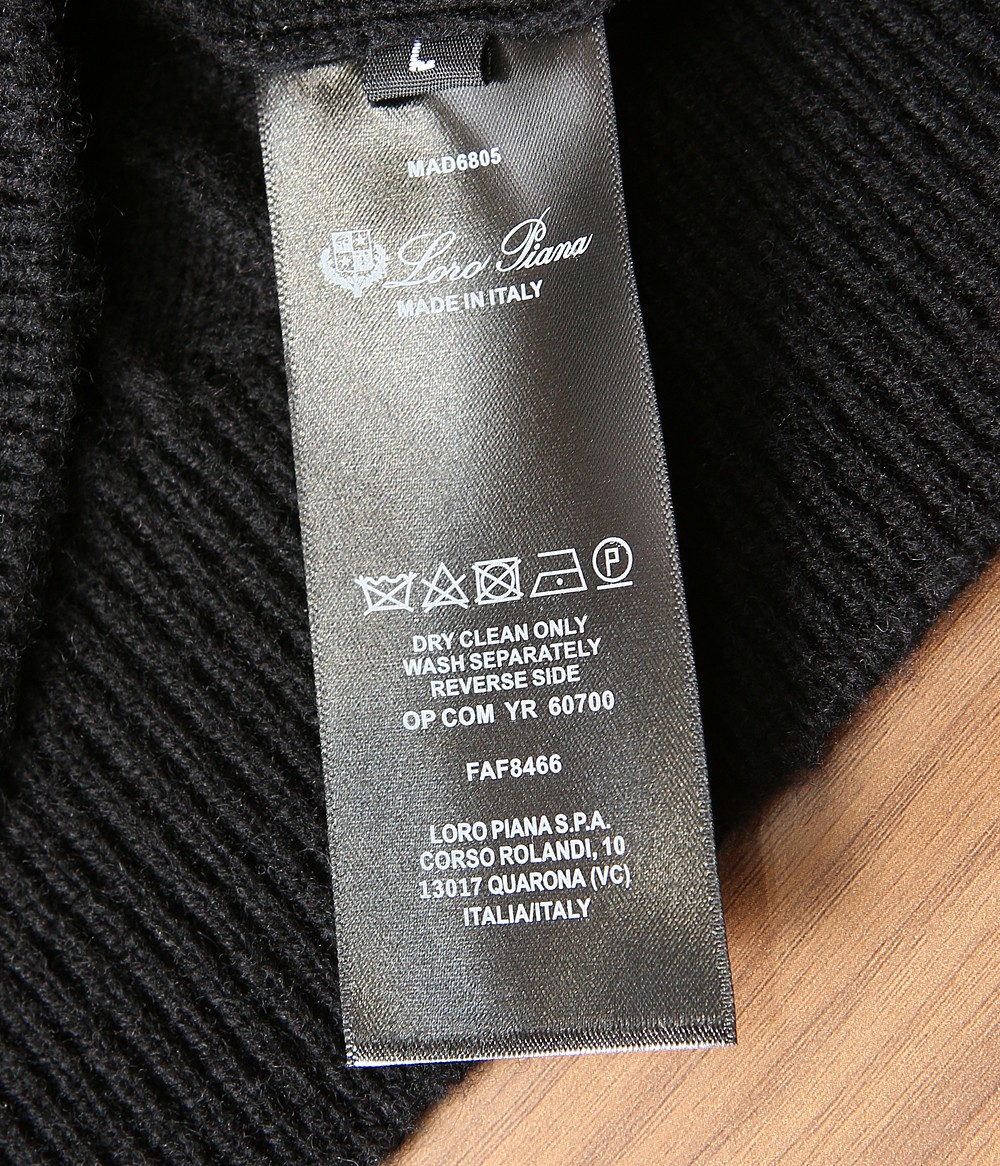 L
MAD6805
Loro Piana
MADE IN ITALY
P
DRY CLEAN ONLY
WASH SEPARATELY
REVERSE SIDE
OP COM YR 60700
FAF8466
LORO PIANA S.P.A.
CORSO ROLANDI, 10
13017 QUARONA (VC)
ITALIA/ITALY